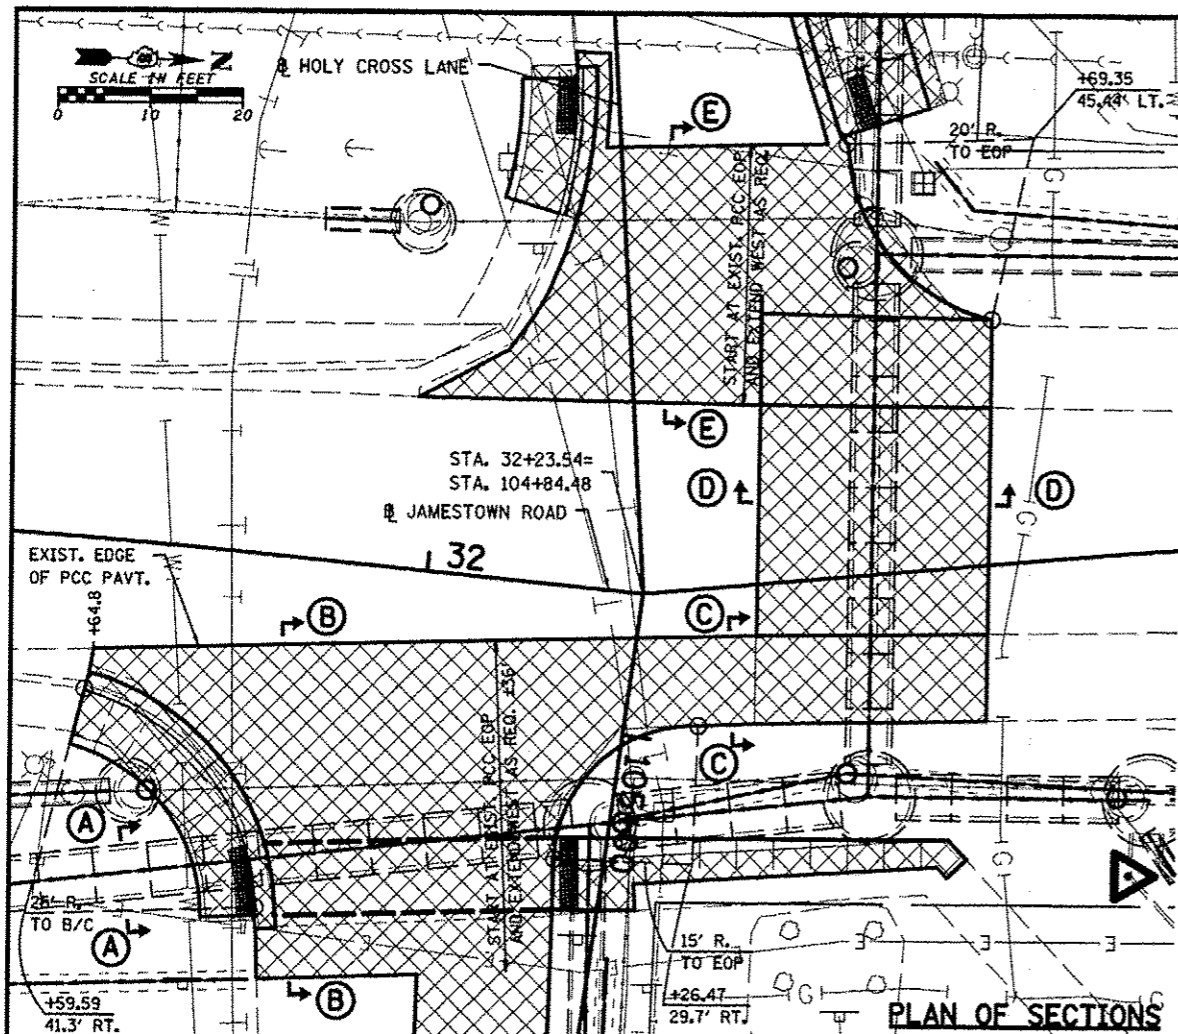 N
SCALE IN FEET
0 10 20
℄ HOLY CROSS LANE
E
+69.35
45.44' LT.
20' R.
TO EOP
START AT EXIST. PCC EOP
AND EXTEND WEST AS REQ.
G
W
E
STA. 32+23.54=
STA. 104+84.48
℄ JAMESTOWN ROAD
D
D
G
32
EXIST. EDGE
OF PCC PAVT.
W
+64.8
B
C
START AT EXIST. PCC EOP
AND EXTEND WEST AS REQ. ±36'
C
A
G
TO B/C
A
15' R.
TO EOP
E
E
E
+59.59
41.3' RT.
B
+26.47
29.7' RT.
G
G
PLAN OF SECTIONS